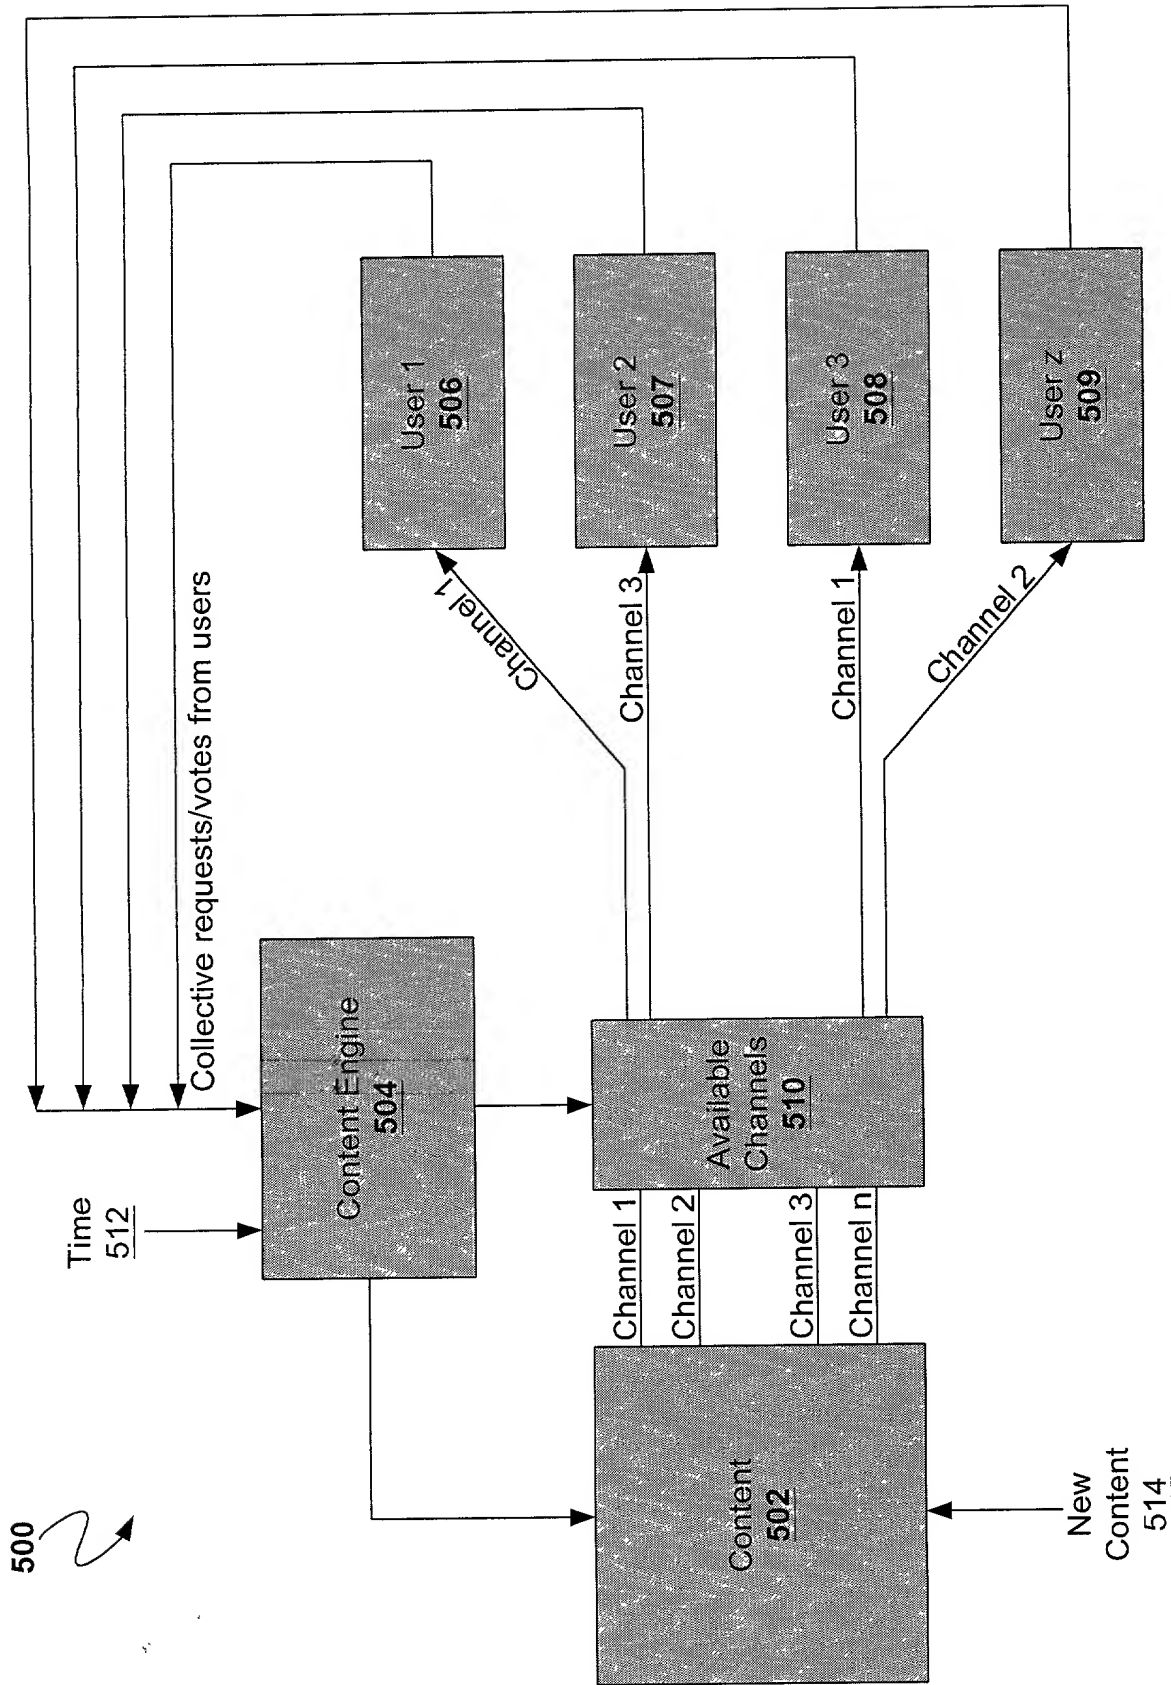 500
Time
512
Collective requests/votes from users
Content Engine
504
User 1
506
Channel 1
Content
502
Channel 1
Channel 2
Channel 3
Channel n
Available
Channels
510
Channel 3
User 2
507
Channel 1
User 3
508
Channel 2
User z
509
New
Content
514